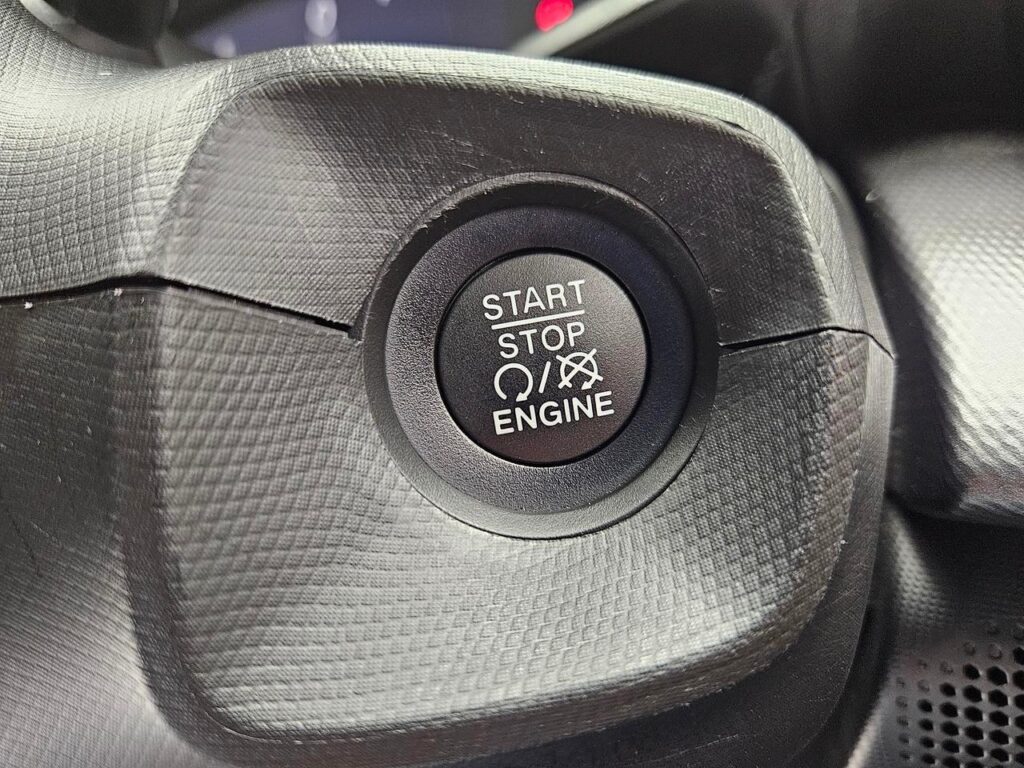 START
STOP
/
ENGINE